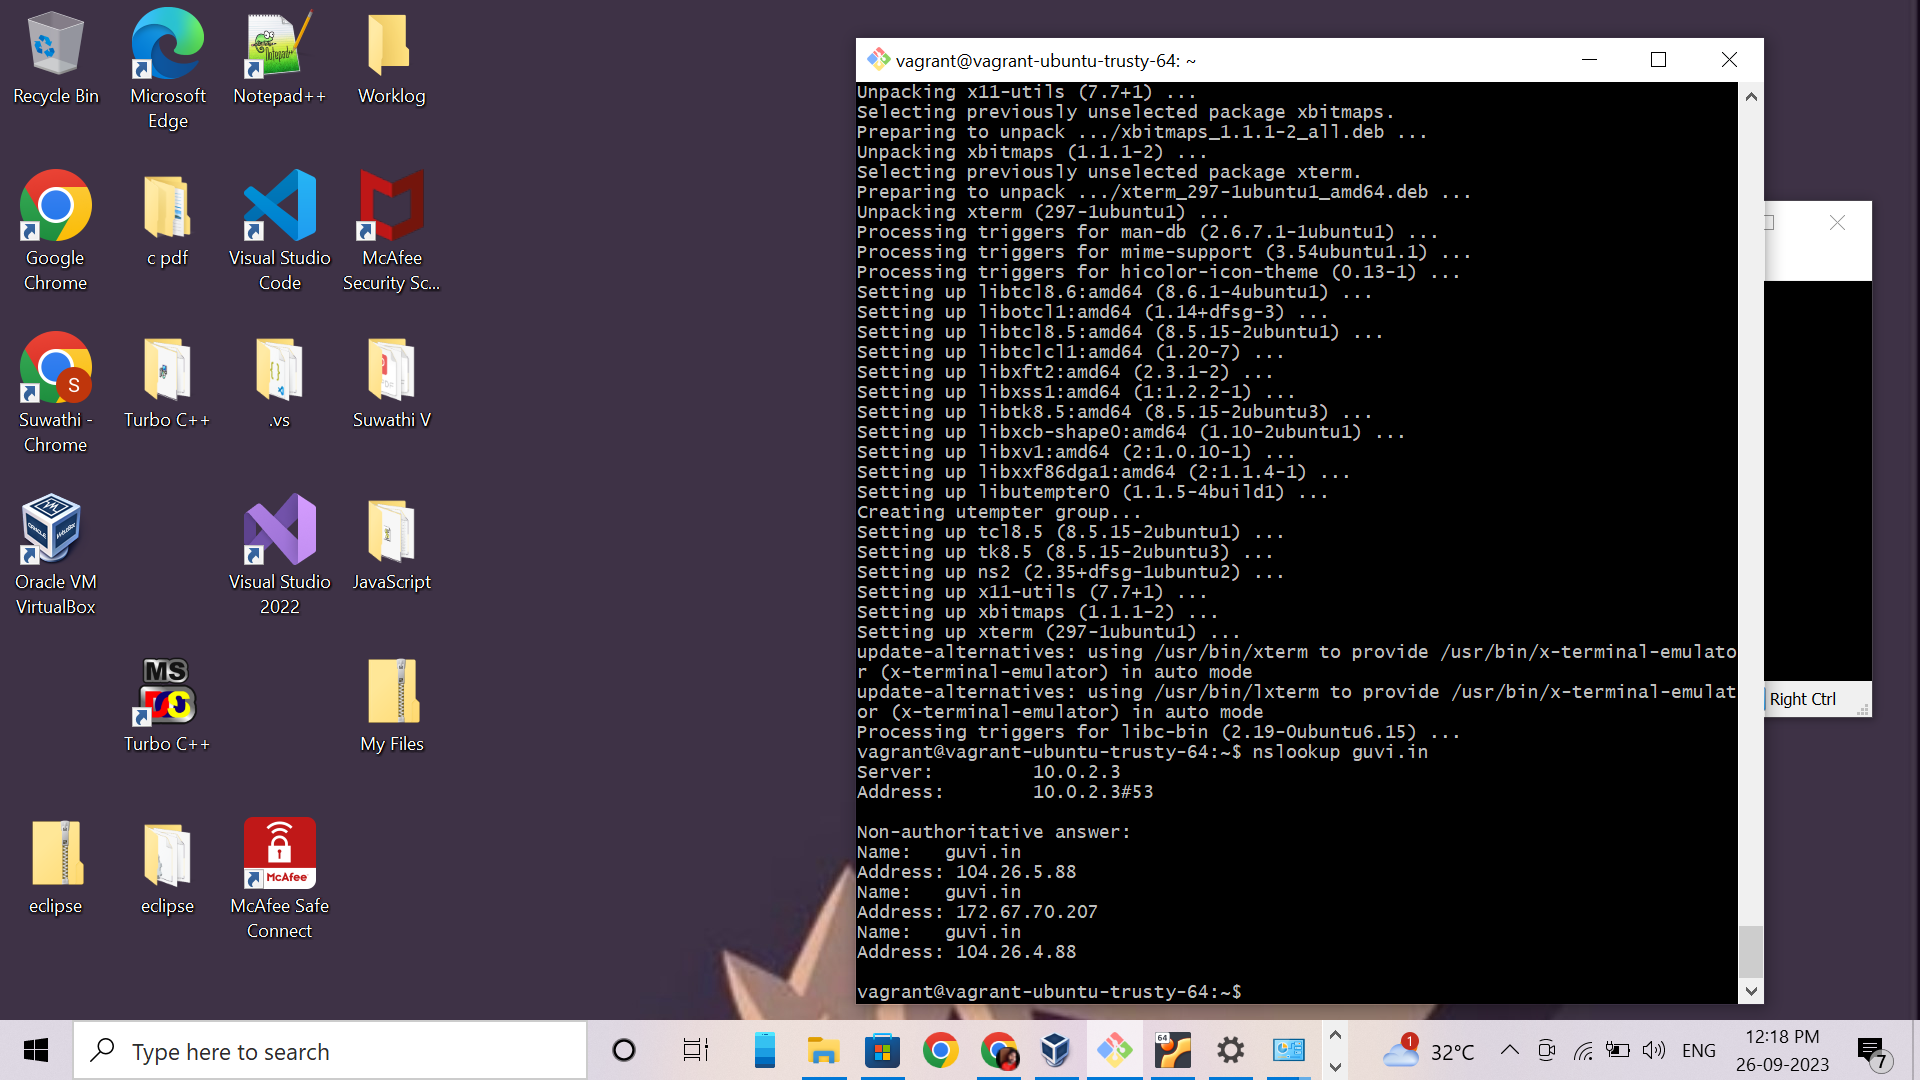 Recycle Bin
Microsoft
Edge
Notepad++
Worklog
Google
Chrome
c pdf
Visual Studio
Code
McAfee
Security Sc...
S
Suwathi -
Chrome
Turbo C++
.vs
Suwathi V
Oracle VM
VirtualBox
Visual Studio
2022
JavaScript
MS
DOS
Turbo C++
My Files
eclipse
eclipse
McAfee
McAfee Safe
Connect
vagrant@vagrant-ubuntu-trusty-64: ~
Unpacking x11-utils (7.7+1) ...
Selecting previously unselected package xbitmaps.
Preparing to unpack .../xbitmaps_1.1.1-2_all.deb ...
Unpacking xbitmaps (1.1.1-2) ...
Selecting previously unselected package xterm.
Preparing to unpack .../xterm_297-1ubuntu1_amd64.deb ...
Unpacking xterm (297-1ubuntu1) ...
Processing triggers for man-db (2.6.7.1-1ubuntu1) ...
Processing triggers for mime-support (3.54ubuntu1.1) ...
Processing triggers for hicolor-icon-theme (0.13-1) ...
Setting up libtcl8.6:amd64 (8.6.1-4ubuntu1) ...
Setting up libotcl1:amd64 (1.14+dfsg-3) ...
Setting up libtcl8.5:amd64 (8.5.15-2ubuntu1) ...
Setting up libtclcl1:amd64 (1.20-7) ...
Setting up libxft2:amd64 (2.3.1-2) ...
Setting up libxss1:amd64 (1:1.2.2-1) ...
Setting up libtk8.5:amd64 (8.5.15-2ubuntu3) ...
Setting up libxcb-shape0:amd64 (1.10-2ubuntu1) ...
Setting up libxv1:amd64 (2:1.0.10-1) ...
Setting up libxxf86dga1:amd64 (2:1.1.4-1) ...
Setting up libutempter0 (1.1.5-4build1) ...
Creating utempter group...
Setting up tcl8.5 (8.5.15-2ubuntu1) ...
Setting up tk8.5 (8.5.15-2ubuntu3) ...
Setting up ns2 (2.35+dfsg-1ubuntu2) ...
Setting up x11-utils (7.7+1) ...
Setting up xbitmaps (1.1.1-2) ...
Setting up xterm (297-1ubuntu1) ...
update-alternatives: using /usr/bin/xterm to provide /usr/bin/x-terminal-emulato
r (x-terminal-emulator) in auto mode
update-alternatives: using /usr/bin/lxterm to provide /usr/bin/x-terminal-emulat
or (x-terminal-emulator) in auto mode
Processing triggers for libc-bin (2.19-0ubuntu6.15) ...
vagrant@vagrant-ubuntu-trusty-64:~$ nslookup guvi.in
Server: 10.0.2.3
Address: 10.0.2.3#53
Non-authoritative answer:
Name: guvi.in
Address: 104.26.5.88
Name: guvi.in
Address: 172.67.70.207
Name: guvi.in
Address: 104.26.4.88
vagrant@vagrant-ubuntu-trusty-64:~$
Right Ctrl
Type here to search
64
1
32°C
ENG
12:18 PM
26-09-2023
7